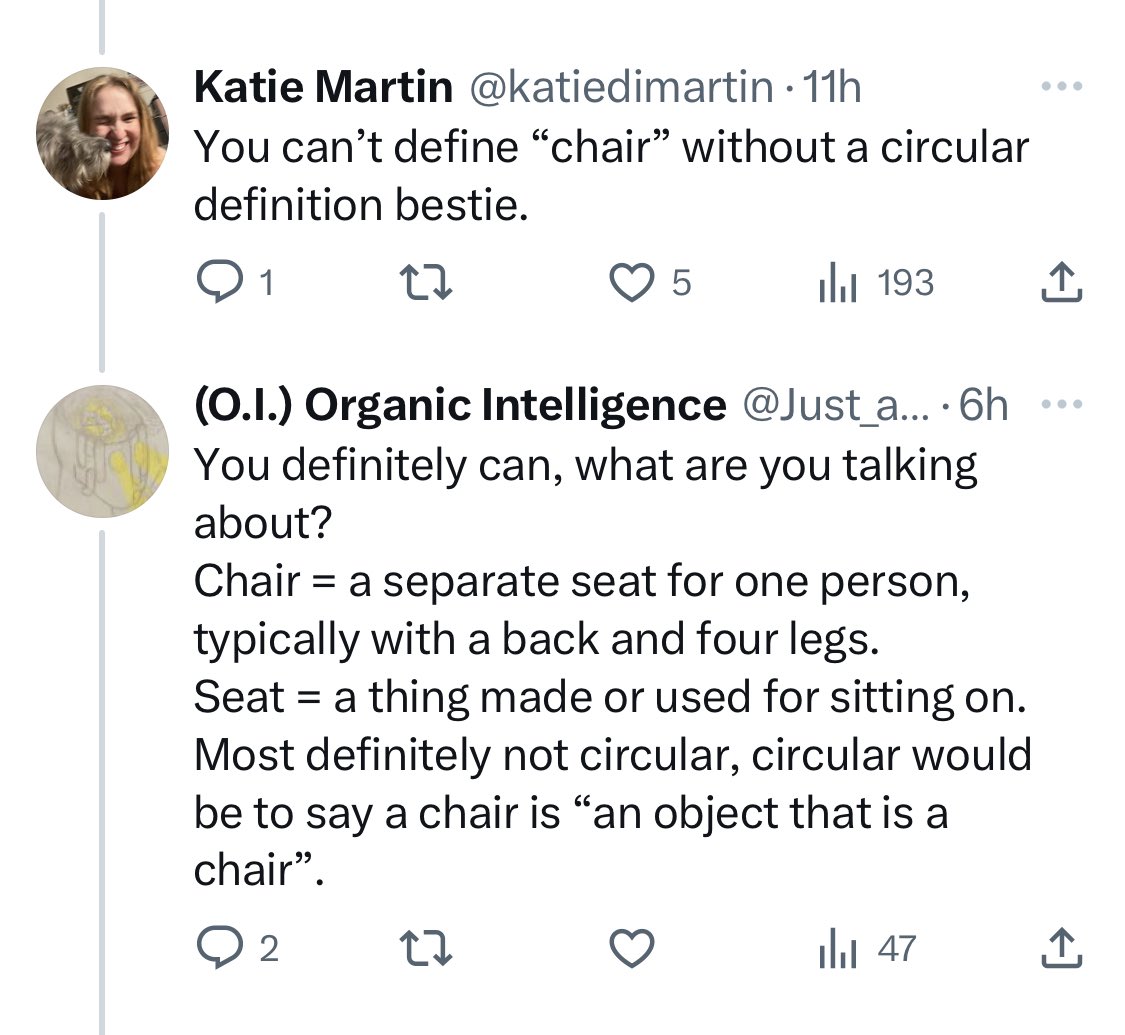 Katie Martin @katiedimartin · 11h
You can’t define “chair” without a circular
definition bestie.
1 5 193
(O.I.) Organic Intelligence @Just_a... · 6h
You definitely can, what are you talking
about?
Chair = a separate seat for one person,
typically with a back and four legs.
Seat = a thing made or used for sitting on.
Most definitely not circular, circular would
be to say a chair is “an object that is a
chair”.
2 47